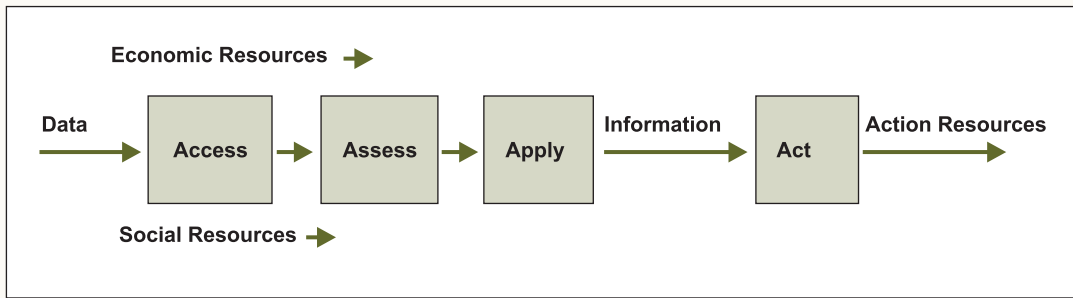 Economic Resources
Data
Access
Assess
Apply
Information
Act
Action Resources
Social Resources